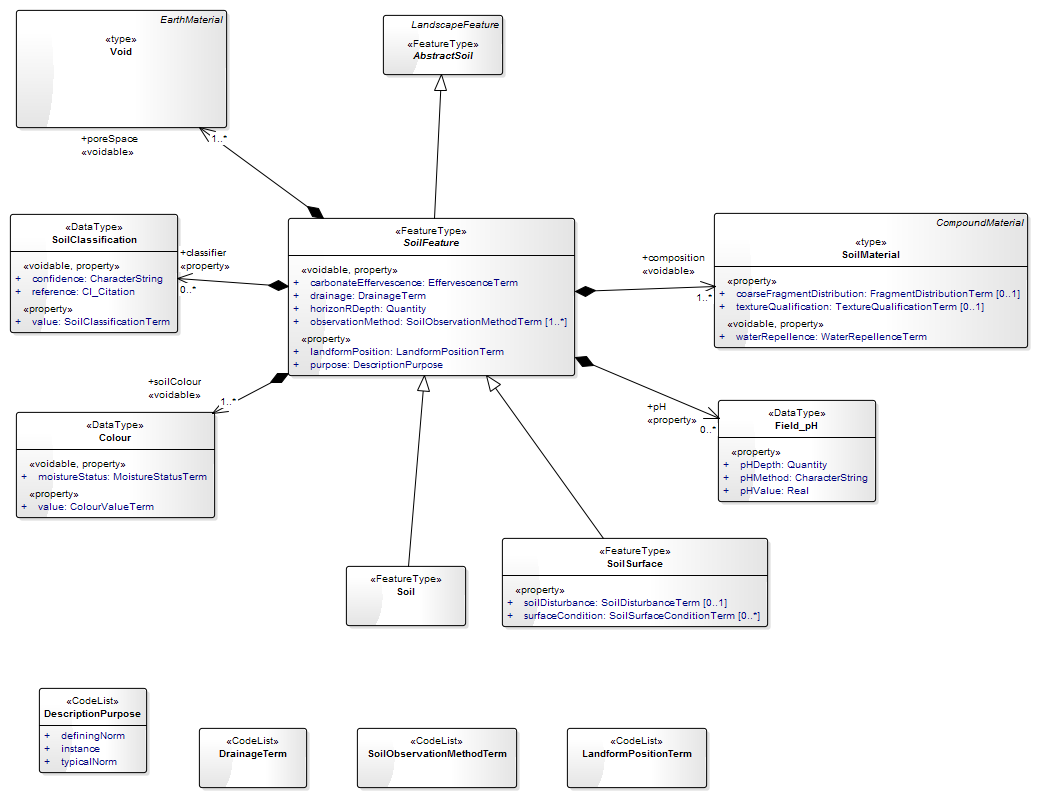 EarthMaterial
«type»
Void
LandscapeFeature
«FeatureType»
AbstractSoil
+poreSpace
«voidable»
1..*
«DataType»
SoilClassification
«voidable, property»
+ confidence: CharacterString
+ reference: CI_Citation
«property»
+ value: SoilClassificationTerm
+classifier
«property»
0..*
«FeatureType»
SoilFeature
«voidable, property»
+ carbonateEffervescence: EffervescenceTerm
+ drainage: DrainageTerm
+ horizonRDepth: Quantity
+ observationMethod: SoilObservationMethodTerm [1..*]
«property»
+ landformPosition: LandformPositionTerm
+ purpose: DescriptionPurpose
+composition
«voidable»
1..*
CompoundMaterial
«type»
SoilMaterial
«property»
+ coarseFragmentDistribution: FragmentDistributionTerm [0..1]
+ textureQualification: TextureQualificationTerm [0..1]
«voidable, property»
+ waterRepellence: WaterRepellenceTerm
+soilColour
«voidable»
1..*
«DataType»
Colour
«voidable, property»
+ moistureStatus: MoistureStatusTerm
«property»
+ value: ColourValueTerm
+pH
«property»
0..*
«DataType»
Field_pH
«property»
+ pHDepth: Quantity
+ pHMethod: CharacterString
+ pHValue: Real
«FeatureType»
Soil
«FeatureType»
SoilSurface
«property»
+ soilDisturbance: SoilDisturbanceTerm [0..1]
+ surfaceCondition: SoilSurfaceConditionTerm [0..*]
«CodeList»
DescriptionPurpose
+ definingNorm
+ instance
+ typicalNorm
«CodeList»
DrainageTerm
«CodeList»
SoilObservationMethodTerm
«CodeList»
LandformPositionTerm